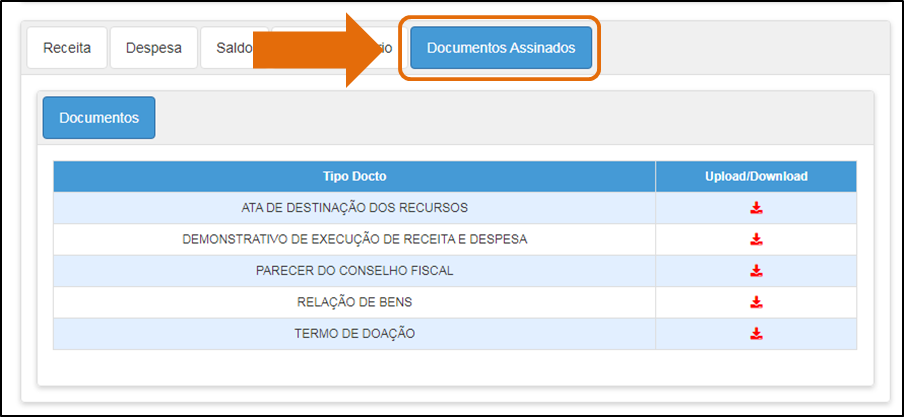 Receita Despesa Saldo Documentos Assinados
Documentos
Tipo Docto Upload/Download
ATA DE DESTINAÇÃO DOS RECURSOS
DEMONSTRATIVO DE EXECUÇÃO DE RECEITA E DESPESA
PARECER DO CONSELHO FISCAL
RELAÇÃO DE BENS
TERMO DE DOAÇÃO